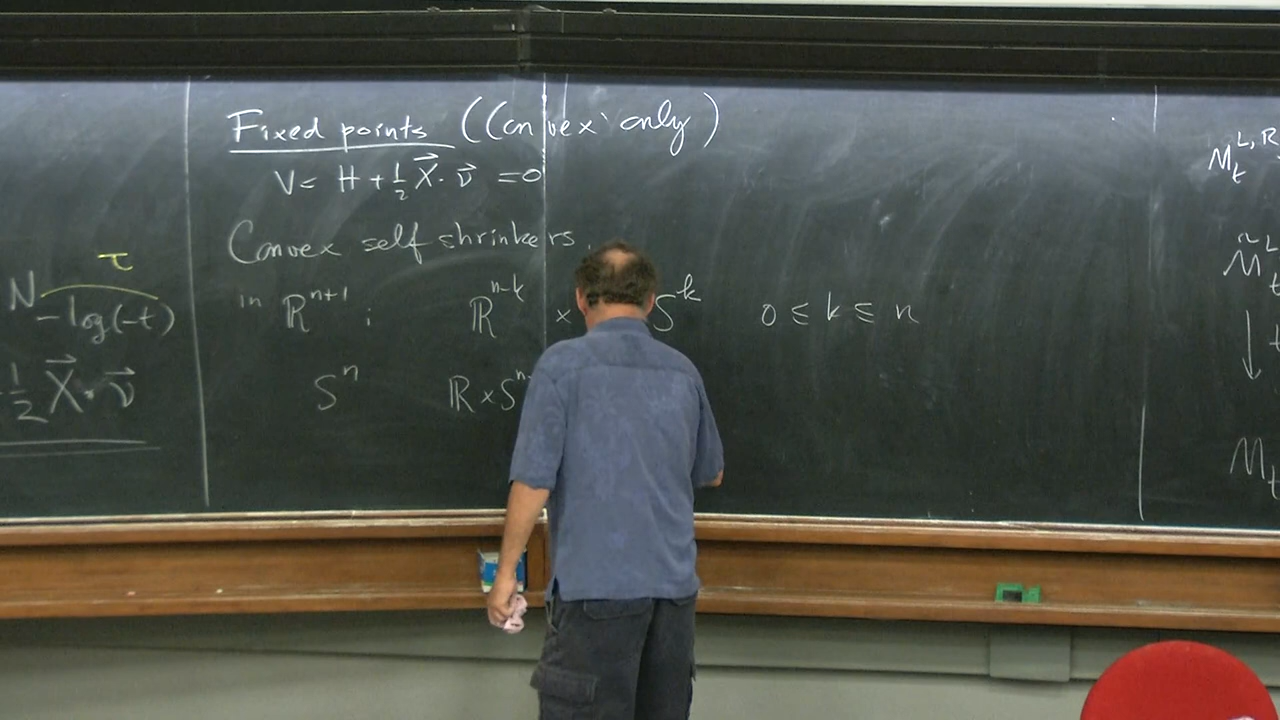 Fixed points (Convex only)
V = H + 1/2 X⃗ · ν⃗ = 0
Convex self shrinkers.
in ℝⁿ⁺¹ : ℝⁿ⁻ᵏ × Sᵏ 0 ≤ k ≤ n
Sⁿ ℝ × Sⁿ
τ
N
-log(-t)
1/2 X⃗ · ν⃗
M_t^{L,R}
M̃_t^L
↓ t
M_t